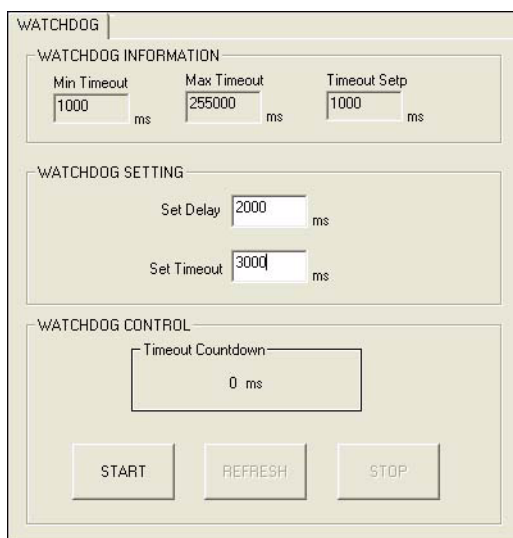 WATCHDOG
WATCHDOG INFORMATION
Min Timeout Max Timeout Timeout Setp
1000 ms 255000 ms 1000 ms
WATCHDOG SETTING
Set Delay 2000 ms
Set Timeout 3000 ms
WATCHDOG CONTROL
Timeout Countdown
0 ms
START REFRESH STOP